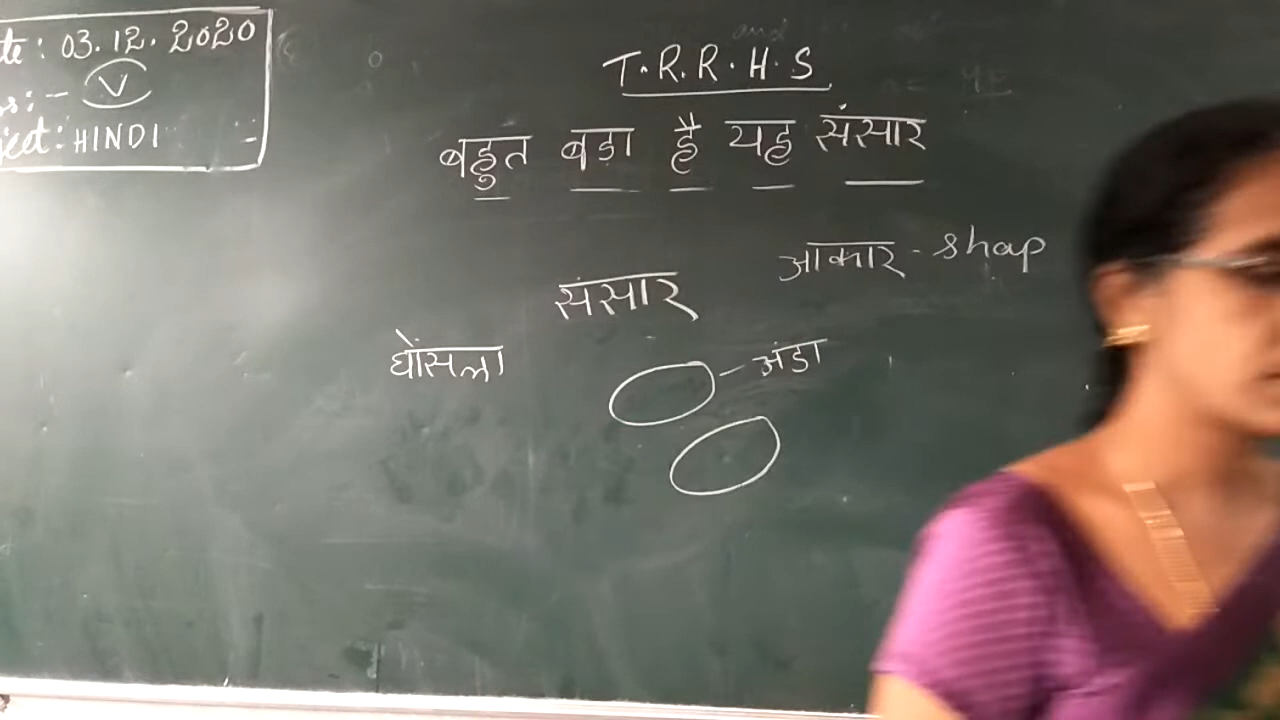 te: 03.12.2020
s:- V
ject: HINDI
T.R.R.H.S
बहुत बड़ा है यह संसार
आकार - shap
संसार
घोंसला
अंडा